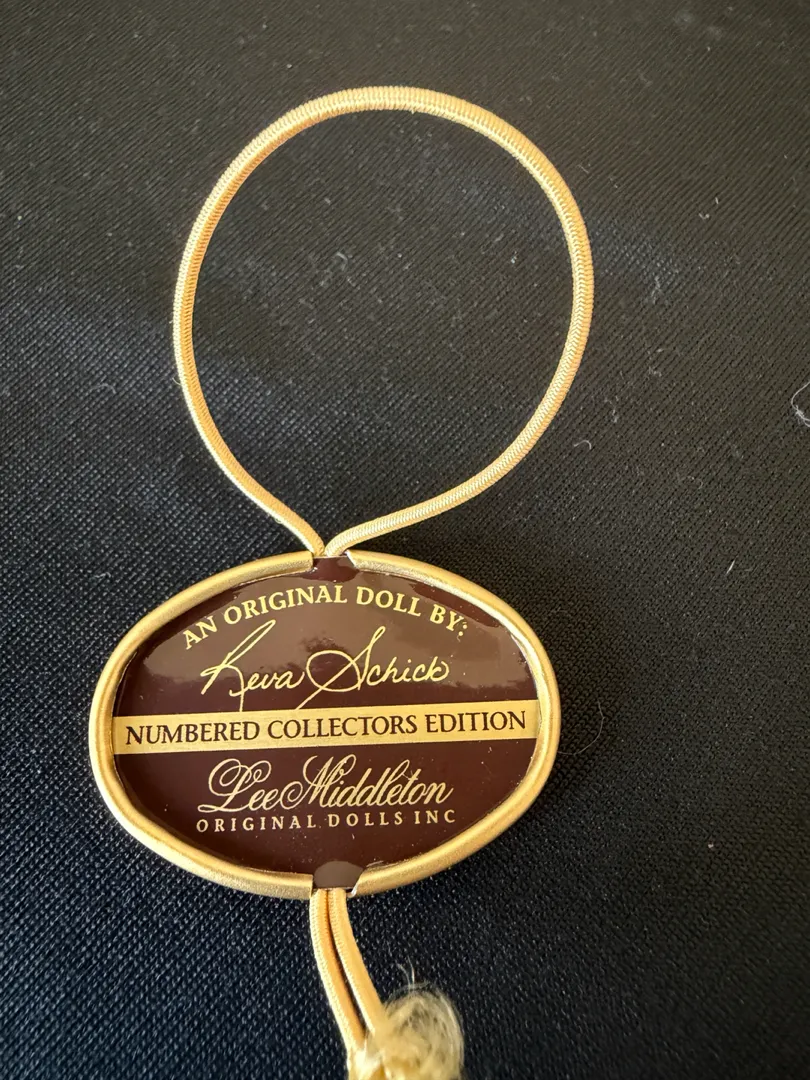 AN ORIGINAL DOLL BY:
Reva Schick
NUMBERED COLLECTORS EDITION
Lee Middleton
ORIGINAL DOLLS INC